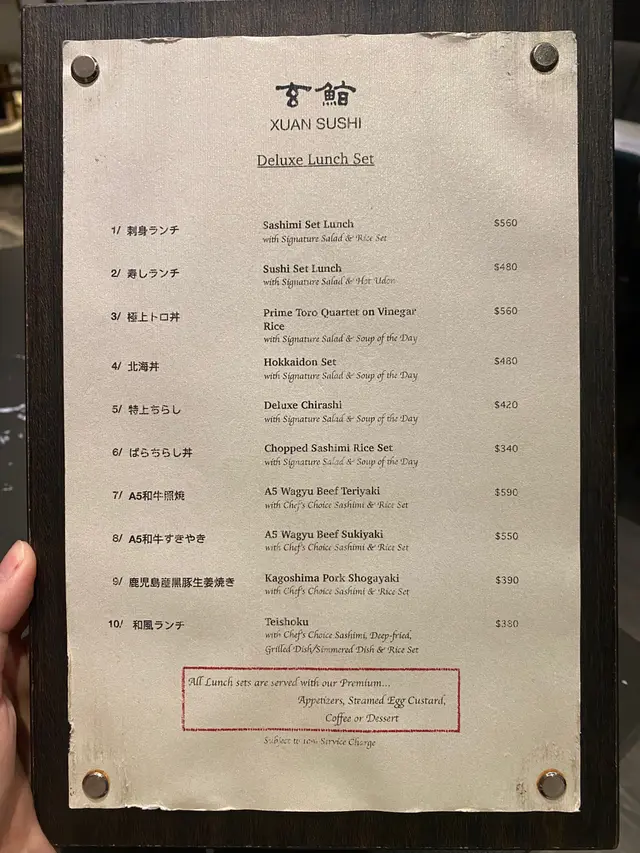 玄鮨
XUAN SUSHI
Deluxe Lunch Set
1/ 刺身ランチ Sashimi Set Lunch $560
with Signature Salad & Rice Set
2/ 寿しランチ Sushi Set Lunch $480
with Signature Salad & Hot Udon
3/ 極上トロ丼 Prime Toro Quartet on Vinegar $560
Rice
with Signature Salad & Soup of the Day
4/ 北海丼 Hokkaidon Set $480
with Signature Salad & Soup of the Day
5/ 特上ちらし Deluxe Chirashi $420
with Signature Salad & Soup of the Day
6/ ばらちらし丼 Chopped Sashimi Rice Set $340
with Signature Salad & Soup of the Day
7/ A5和牛照焼 A5 Wagyu Beef Teriyaki $590
with Chef's Choice Sashimi & Rice Set
8/ A5和牛すきやき A5 Wagyu Beef Sukiyaki $550
with Chef's Choice Sashimi & Rice Set
9/ 鹿児島産黒豚生姜焼き Kagoshima Pork Shogayaki $390
with Chef's Choice Sashimi & Rice Set
10/ 和風ランチ Teishoku $380
with Chef's Choice Sashimi, Deep-fried,
Grilled Dish/Simmered Dish & Rice Set
All Lunch sets are served with our Premium...
Appetizers, Steamed Egg Custard,
Coffee or Dessert
Subject to 10% Service Charge